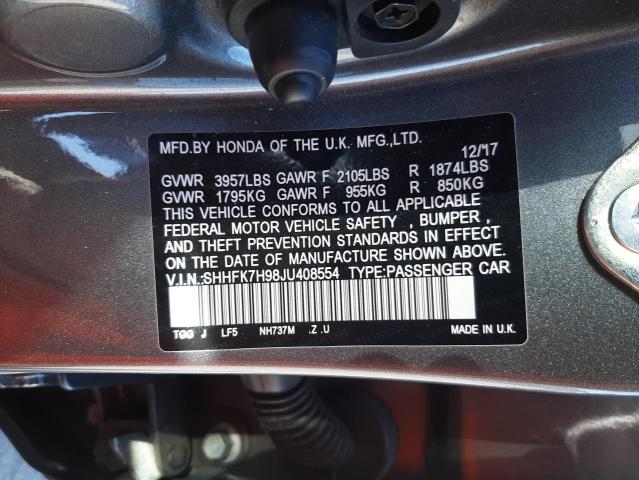 MFD.BY HONDA OF THE U.K. MFG.,LTD.
12/17
GVWR 3957LBS GAWR F 2105LBS R 1874LBS
GVWR 1795KG GAWR F 955KG R 850KG
THIS VEHICLE CONFORMS TO ALL APPLICABLE
FEDERAL MOTOR VEHICLE SAFETY , BUMPER ,
AND THEFT PREVENTION STANDARDS IN EFFECT
ON THE DATE OF MANUFACTURE SHOWN ABOVE.
V.I.N.:SHHFK7H98JU408554 TYPE:PASSENGER CAR
TGG J LF5 NH737M .Z .U MADE IN U.K.